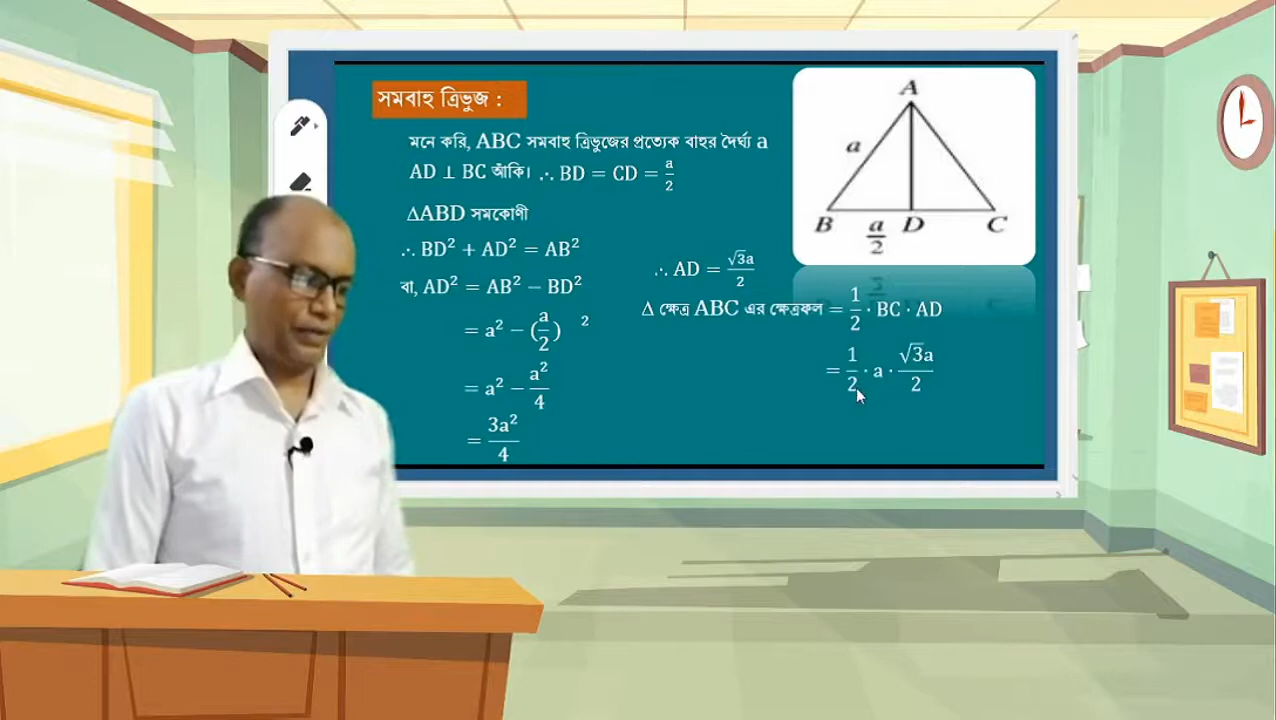 সমবাহু ত্রিভুজ :
মনে করি, ABC সমবাহু ত্রিভুজের প্রত্যেক বাহুর দৈর্ঘ্য a
AD ⊥ BC আঁকি। ∴ BD = CD = a/2
ΔABD সমকোণী
∴ BD² + AD² = AB²
বা, AD² = AB² − BD²
= a² − (a/2) ²
= a² − a²/4
= 3a²/4
∴ AD = √3a/2
Δ ক্ষেত্র ABC এর ক্ষেত্রফল = 1/2 · BC · AD
= 1/2 · a · √3a/2
A
a
B a/2 D C